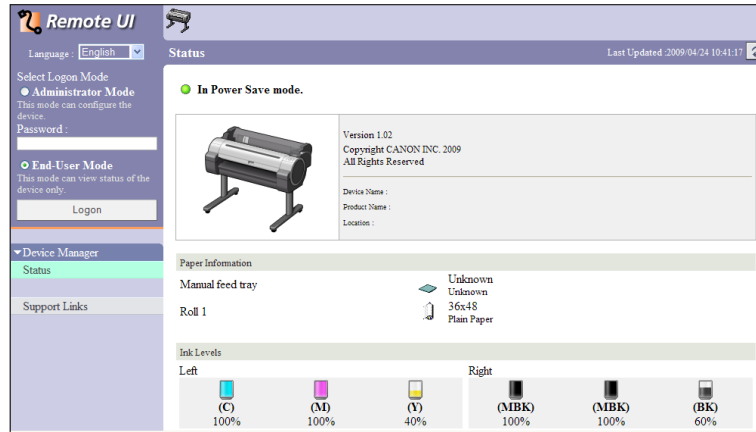 Remote UI
Language : English
Select Logon Mode
Administrator Mode
This mode can configure the
device.
Password :
End-User Mode
This mode can view status of the
device only.
Logon
Device Manager
Status
Support Links
Status
Last Updated :2009/04/24 10:41:17
In Power Save mode.
Version 1.02
Copyright CANON INC. 2009
All Rights Reserved
Device Name :
Product Name :
Location :
Paper Information
Manual feed tray
Unknown
Unknown
Roll 1
36x48
Plain Paper
Ink Levels
Left Right
(C) (M) (Y) (MBK) (MBK) (BK)
100% 100% 40% 100% 100% 60%